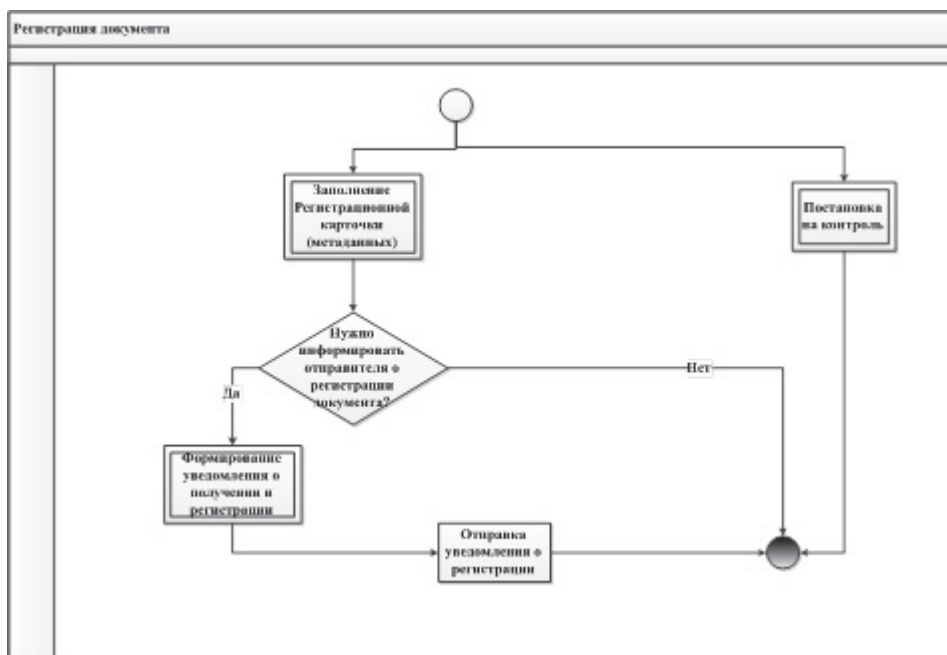 Регистрация документа
Заполнение
Регистрационной
карточки
(метаданных)
Постановка
на контроль
Нужно
информировать
отправителя о
регистрации
документа?
Да
Нет
Формирование
уведомления о
получении и
регистрации
Отправка
уведомления о
регистрации